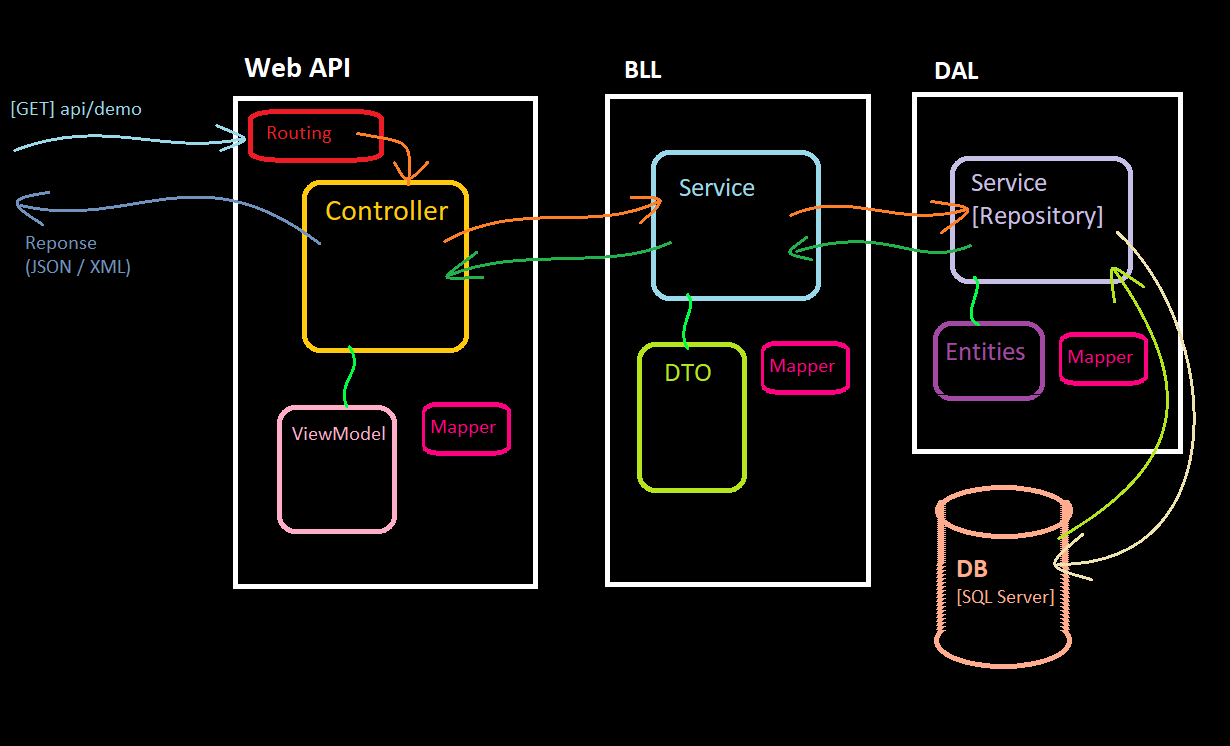 Web API
[GET] api/demo
Routing
Controller
Reponse
(JSON / XML)
ViewModel
Mapper
BLL
Service
DTO
Mapper
DAL
Service
[Repository]
Entities
Mapper
DB
[SQL Server]